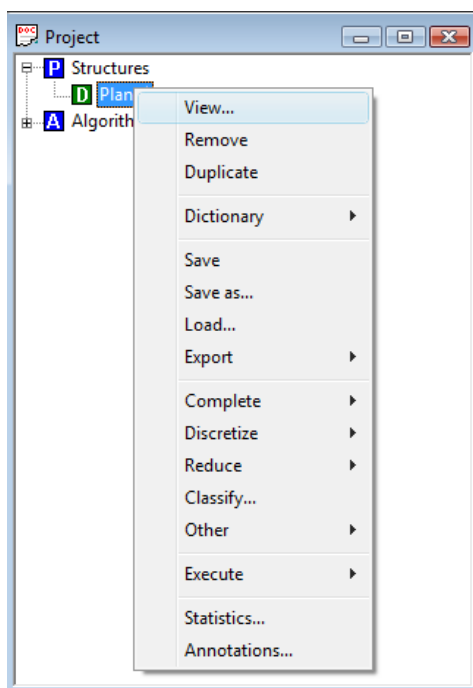 Project
P Structures
D Plan
A Algorith
View...
Remove
Duplicate
Dictionary
Save
Save as...
Load...
Export
Complete
Discretize
Reduce
Classify...
Other
Execute
Statistics...
Annotations...